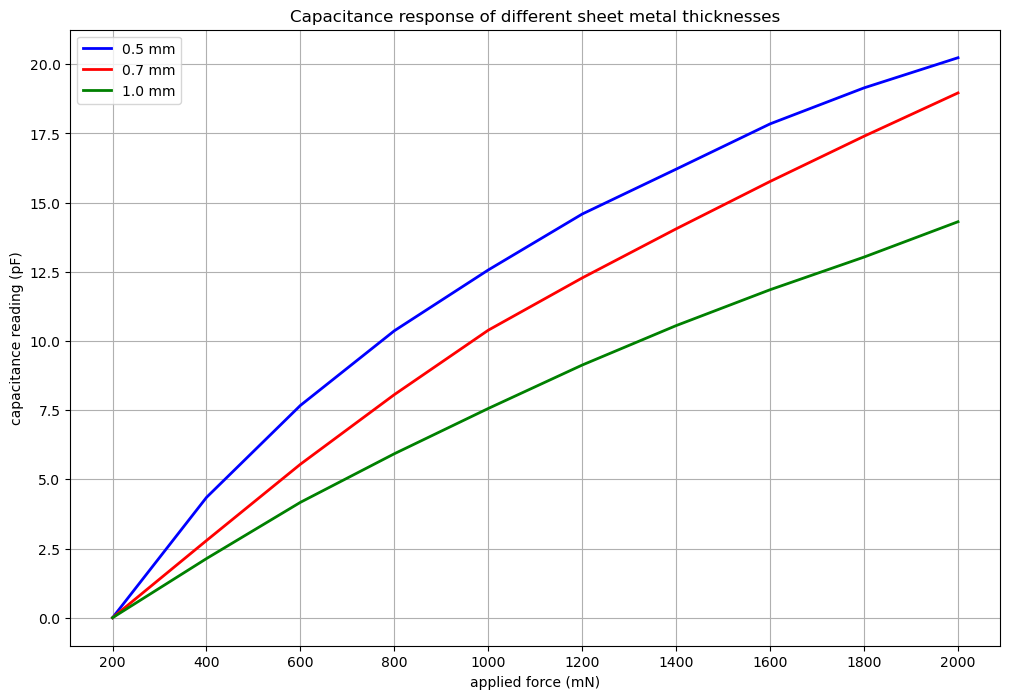 Capacitance response of different sheet metal thicknesses
0.5 mm
0.7 mm
1.0 mm
20.0
17.5
15.0
12.5
10.0
7.5
5.0
2.5
0.0
capacitance reading (pF)
200 400 600 800 1000 1200 1400 1600 1800 2000
applied force (mN)